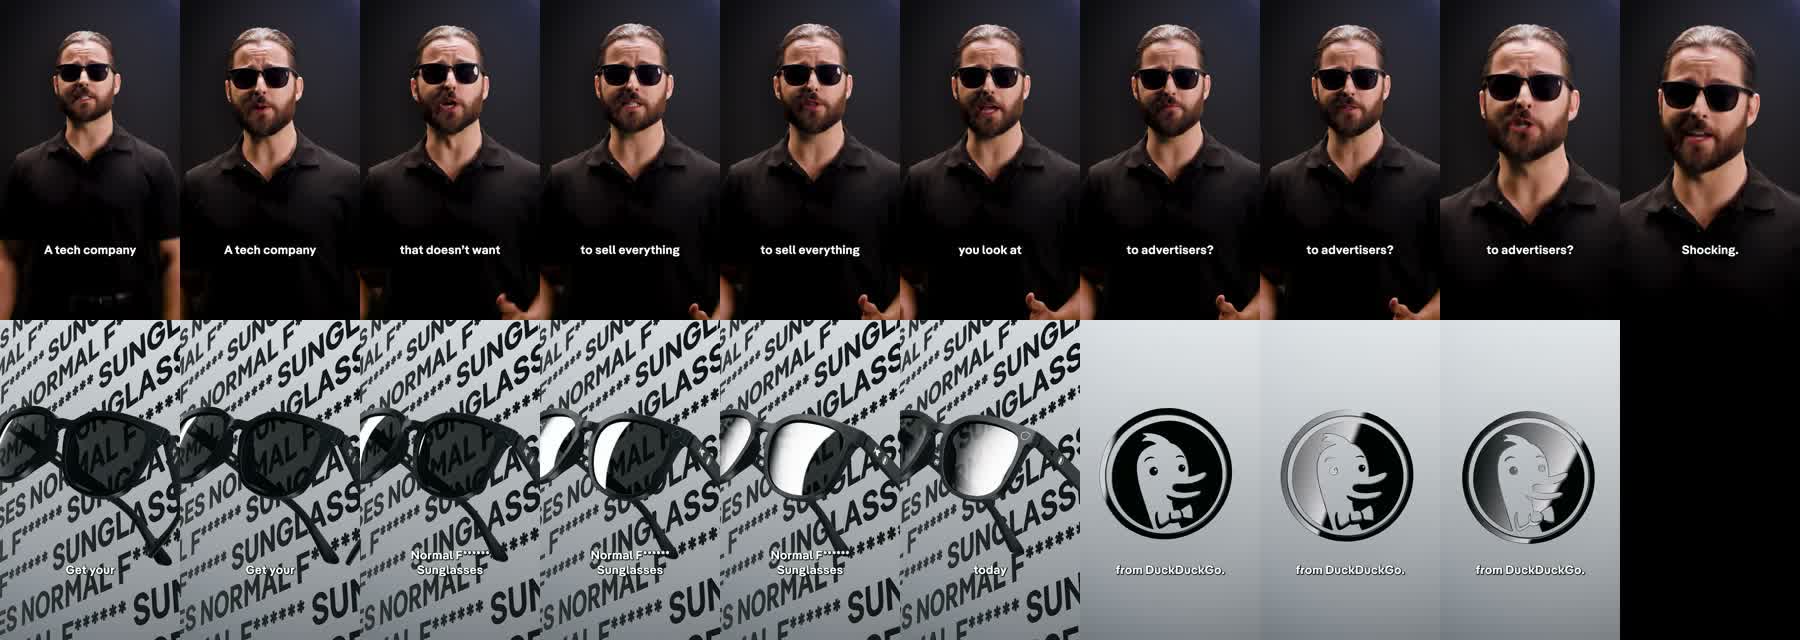 A tech company
A tech company
that doesn't want
to sell everything
to sell everything
you look at
to advertisers?
to advertisers?
to advertisers?
Shocking.
NORMAL F****** SUNGLASSES
Get your
Get your
Normal F******
Sunglasses
Normal F******
Sunglasses
Normal F******
Sunglasses
today
from DuckDuckGo.
from DuckDuckGo.
from DuckDuckGo.